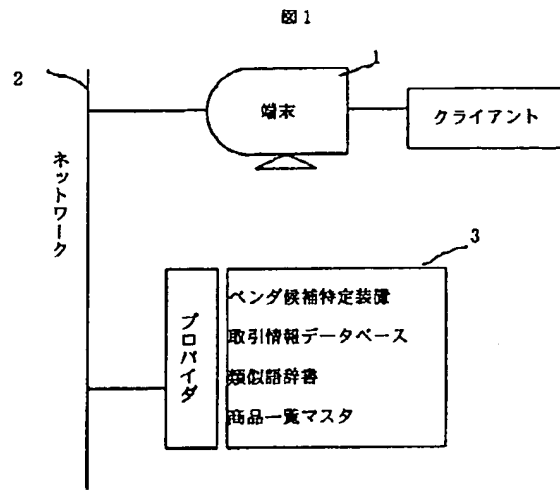 図1
2
1
端末
クライアント
ネットワーク
3
プロバイダ
ベンダ候補特定装置
取引情報データベース
類似語辞書
商品一覧マスタ